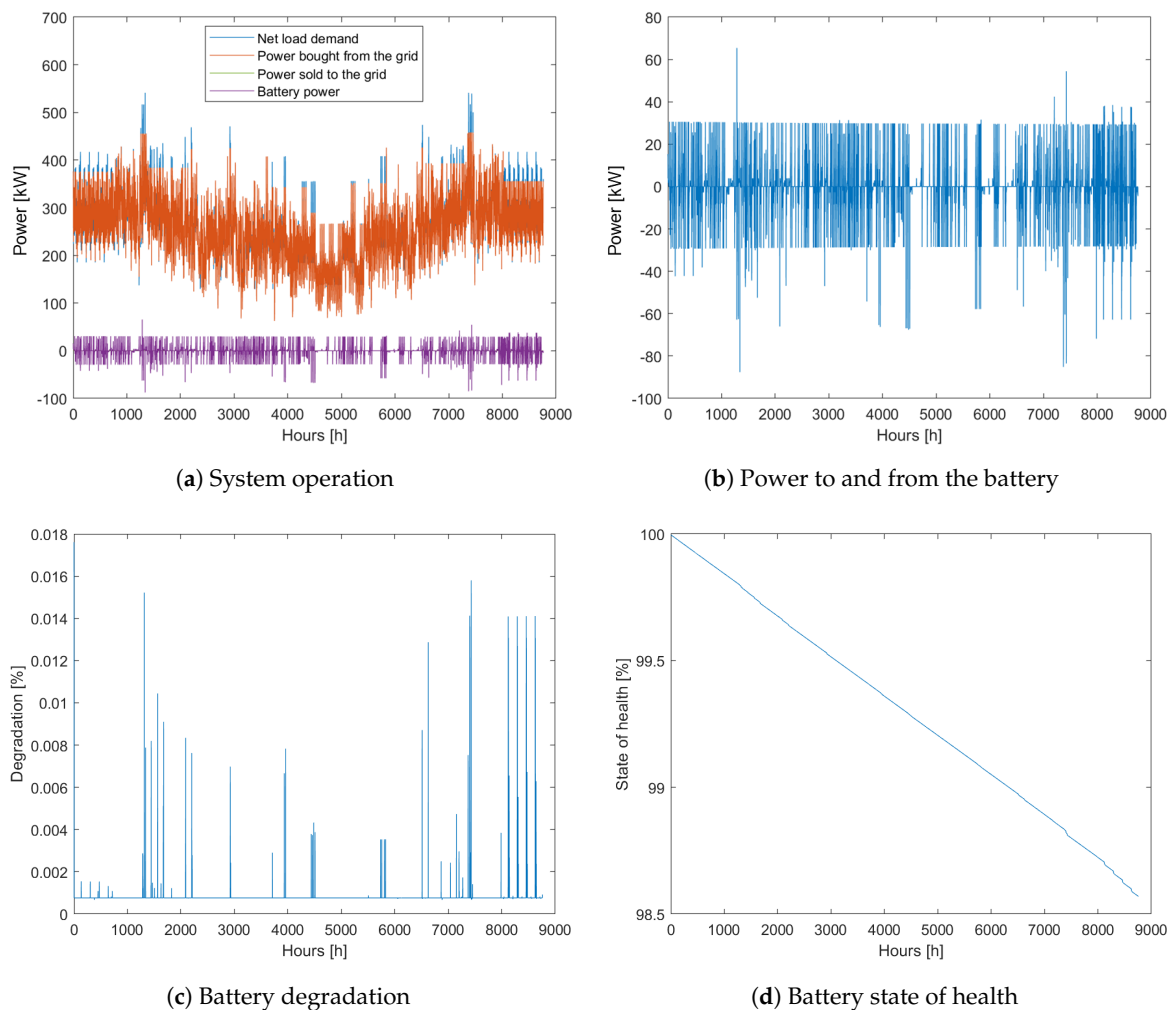 700
600
500
400
300
200
100
0
-100
Power [kW]
Net load demand
Power bought from the grid
Power sold to the grid
Battery power
0 1000 2000 3000 4000 5000 6000 7000 8000 9000
Hours [h]
(a) System operation
80
60
40
20
0
-20
-40
-60
-80
-100
Power [kW]
0 1000 2000 3000 4000 5000 6000 7000 8000 9000
Hours [h]
(b) Power to and from the battery
0.018
0.016
0.014
0.012
0.01
0.008
0.006
0.004
0.002
0
Degradation [%]
0 1000 2000 3000 4000 5000 6000 7000 8000 9000
Hours [h]
(c) Battery degradation
100
99.5
99
98.5
State of health [%]
0 1000 2000 3000 4000 5000 6000 7000 8000 9000
Hours [h]
(d) Battery state of health